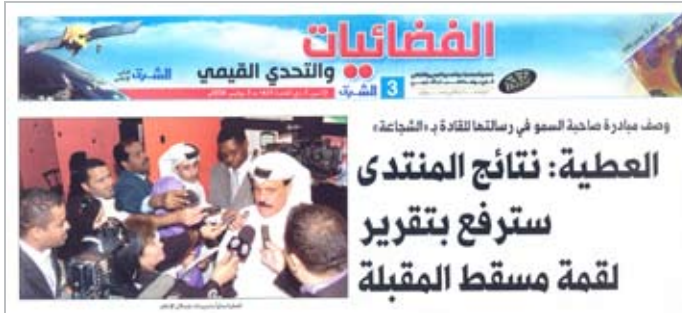 الفضائيات
والتحدي القيمي
الشرق
3 الشرق
وصف مبادرة صاحبة السمو في رسالتها للقادة بـ «الشجاعة»
العطية: نتائج المنتدى
سترفع بتقرير
لقمة مسقط المقبلة